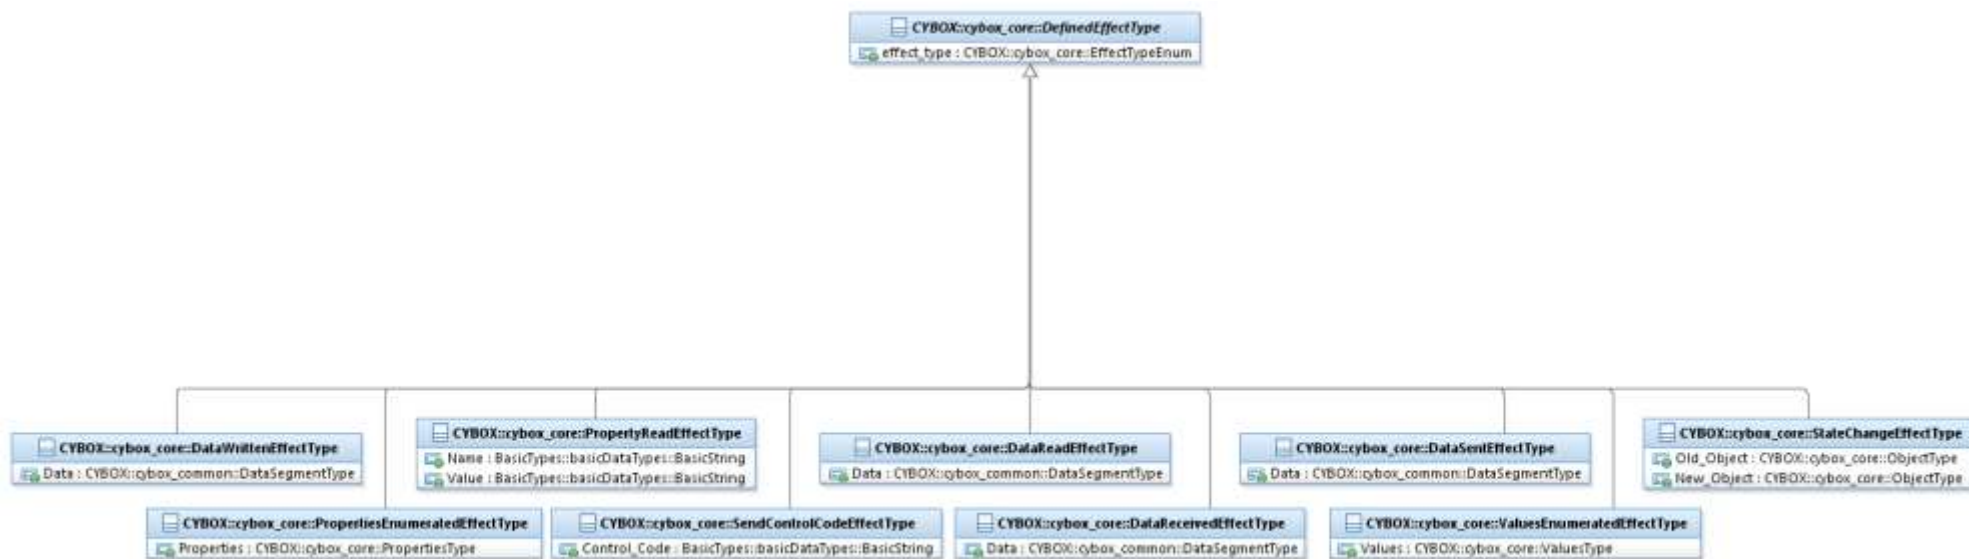 CYBOX::cybox_core::DefinedEffectType
effect_type : CYBOX::cybox_core::EffectTypeEnum
CYBOX::cybox_core::DataWrittenEffectType
Data : CYBOX::cybox_common::DataSegmentType
CYBOX::cybox_core::PropertyReadEffectType
Name : BasicTypes::basicDataTypes::BasicString
Value : BasicTypes::basicDataTypes::BasicString
CYBOX::cybox_core::DataReadEffectType
Data : CYBOX::cybox_common::DataSegmentType
CYBOX::cybox_core::DataSentEffectType
Data : CYBOX::cybox_common::DataSegmentType
CYBOX::cybox_core::StateChangeEffectType
Old_Object : CYBOX::cybox_core::ObjectType
New_Object : CYBOX::cybox_core::ObjectType
CYBOX::cybox_core::PropertiesEnumeratedEffectType
Properties : CYBOX::cybox_core::PropertiesType
CYBOX::cybox_core::SendControlCodeEffectType
Control_Code : BasicTypes::basicDataTypes::BasicString
CYBOX::cybox_core::DataReceivedEffectType
Data : CYBOX::cybox_common::DataSegmentType
CYBOX::cybox_core::ValuesEnumeratedEffectType
Values : CYBOX::cybox_core::ValuesType